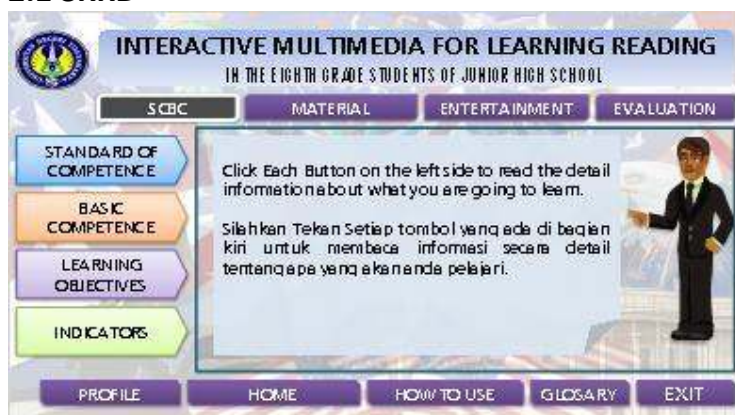 INTERACTIVE MULTIMEDIA FOR LEARNING READING
IN THE EIGHTH GRADE STUDENTS OF JUNIOR HIGH SCHOOL
SCBC MATERIAL ENTERTAINMENT EVALUATION
STANDARD OF
COMPETENCE
BASIC
COMPETENCE
LEARNING
OBJECTIVES
INDICATORS
Click Each Button on the left side to read the detail
information about what you are going to learn.
Silahkan Tekan Setiap tombol yang ada di bagian
kiri untuk membaca informasi secara detail
tentang apa yang akan anda pelajari.
PROFILE HOME HOW TO USE GLOSARY EXIT